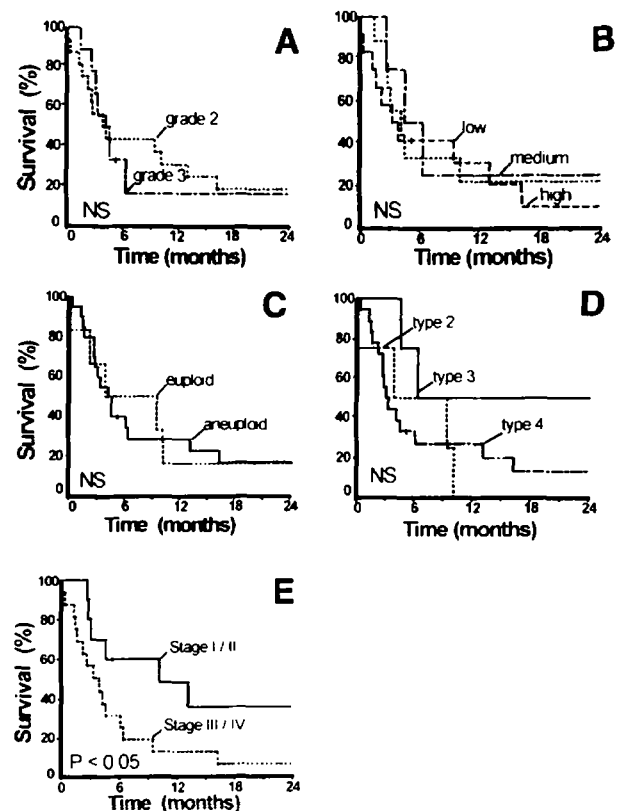 A
Survival (%)
100
80
60
40
20
0
grade 2
grade 3
NS
0 6 12 18 24
Time (months)
B
100
80
60
40
20
0
low
medium
high
NS
0 6 12 18 24
Time (months)
C
Survival (%)
100
80
60
40
20
0
euploid
aneuploid
NS
0 6 12 18 24
Time (months)
D
100
80
60
40
20
0
type 2
type 3
type 4
NS
0 6 12 18 24
Time (months)
E
Survival (%)
100
80
60
40
20
0
Stage I / II
Stage III / IV
P < 0 05
0 6 12 18 24
Time (months)